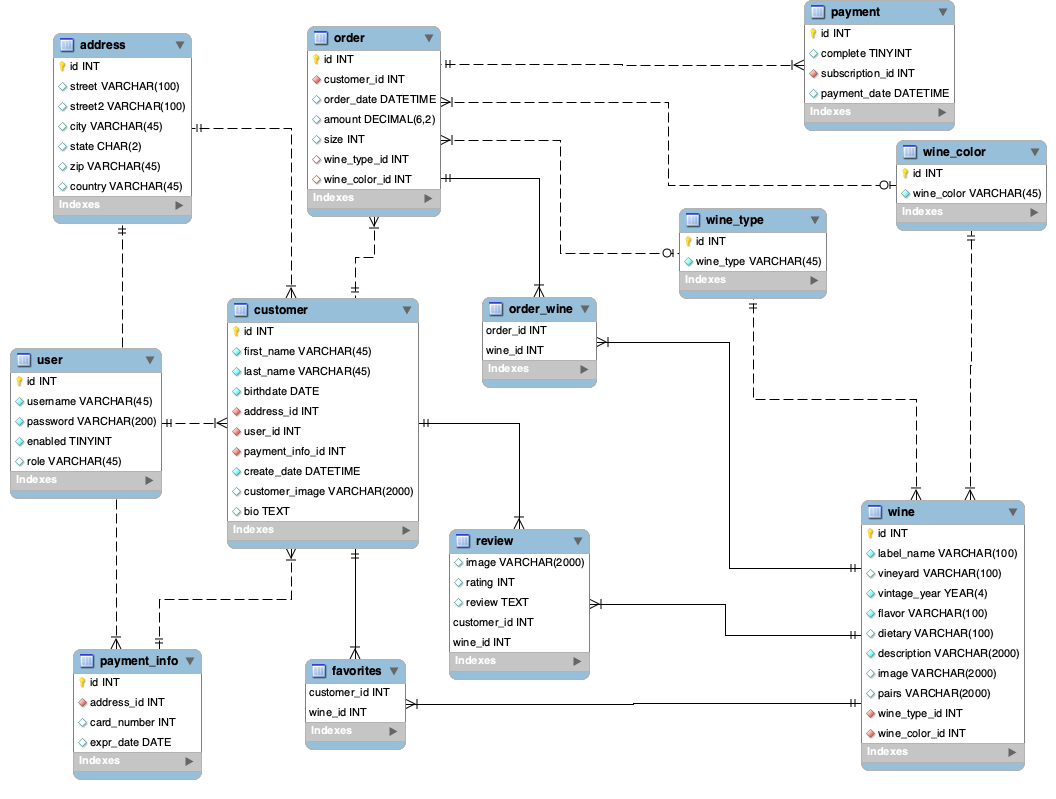 address
id INT
street VARCHAR(100)
street2 VARCHAR(100)
city VARCHAR(45)
state CHAR(2)
zip VARCHAR(45)
country VARCHAR(45)
Indexes
order
id INT
customer_id INT
order_date DATETIME
amount DECIMAL(6,2)
size INT
wine_type_id INT
wine_color_id INT
Indexes
payment
id INT
complete TINYINT
subscription_id INT
payment_date DATETIME
Indexes
wine_color
id INT
wine_color VARCHAR(45)
Indexes
wine_type
id INT
wine_type VARCHAR(45)
Indexes
customer
id INT
first_name VARCHAR(45)
last_name VARCHAR(45)
birthdate DATE
address_id INT
user_id INT
payment_info_id INT
create_date DATETIME
customer_image VARCHAR(2000)
bio TEXT
Indexes
order_wine
order_id INT
wine_id INT
Indexes
user
id INT
username VARCHAR(45)
password VARCHAR(200)
enabled TINYINT
role VARCHAR(45)
Indexes
review
image VARCHAR(2000)
rating INT
review TEXT
customer_id INT
wine_id INT
Indexes
wine
id INT
label_name VARCHAR(100)
vineyard VARCHAR(100)
vintage_year YEAR(4)
flavor VARCHAR(100)
dietary VARCHAR(100)
description VARCHAR(2000)
image VARCHAR(2000)
pairs VARCHAR(2000)
wine_type_id INT
wine_color_id INT
Indexes
payment_info
id INT
address_id INT
card_number INT
expr_date DATE
Indexes
favorites
customer_id INT
wine_id INT
Indexes